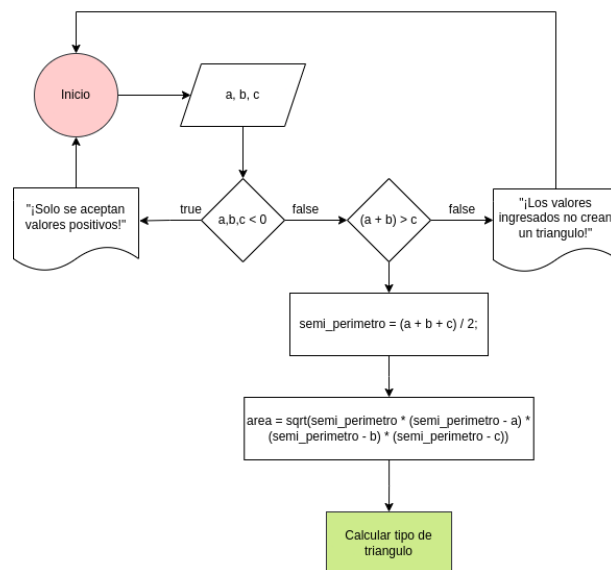 Inicio
a, b, c
"¡Solo se aceptan
valores positivos!"
true
a,b,c < 0
false
(a + b) > c
false
"¡Los valores
ingresados no crean
un triangulo!"
semi_perimetro = (a + b + c) / 2;
area = sqrt(semi_perimetro * (semi_perimetro - a) *
(semi_perimetro - b) * (semi_perimetro - c))
Calcular tipo de
triangulo